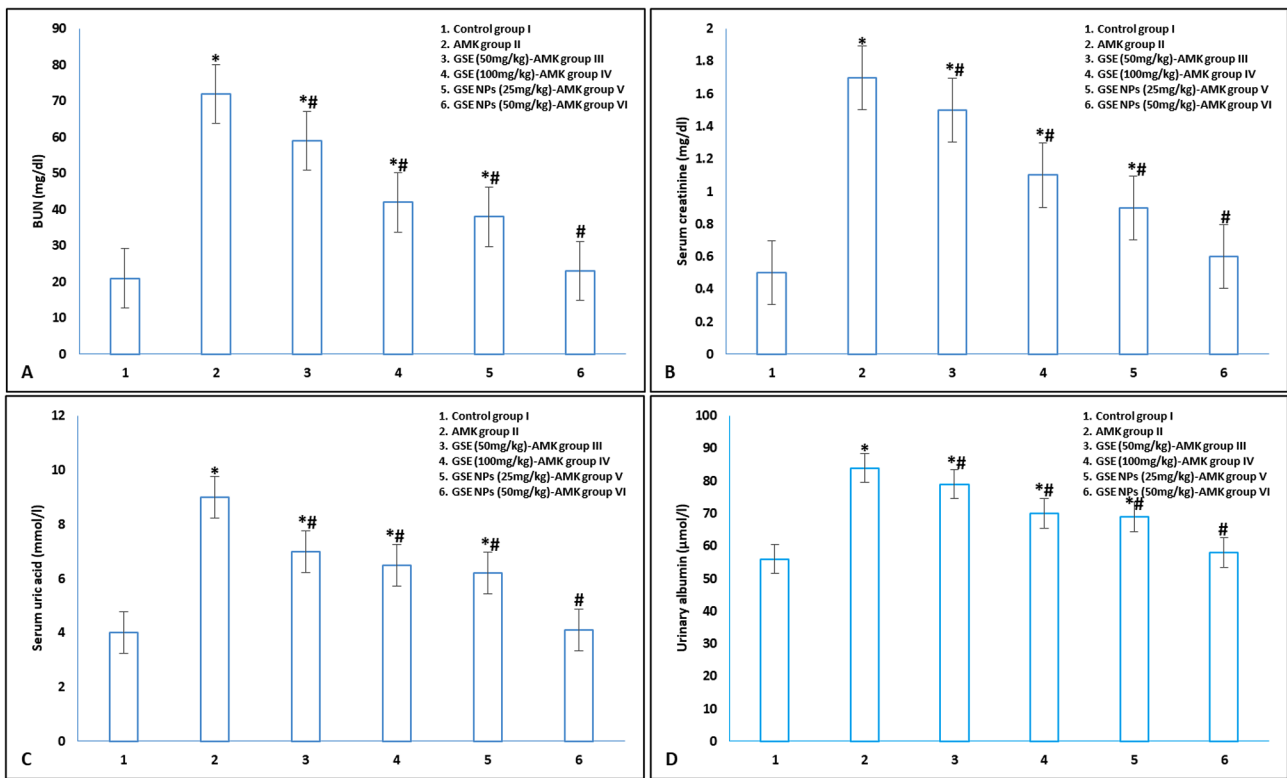 90
80
70
60
50
40
30
20
10
0
BUN (mg/dl)
*
*#
*#
*#
#
1. Control group I
2. AMK group II
3. GSE (50mg/kg)-AMK group III
4. GSE (100mg/kg)-AMK group IV
5. GSE NPs (25mg/kg)-AMK group V
6. GSE NPs (50mg/kg)-AMK group VI
A
1 2 3 4 5 6
2
1.8
1.6
1.4
1.2
1
0.8
0.6
0.4
0.2
0
Serum creatinine (mg/dl)
*
*#
*#
*#
#
1. Control group I
2. AMK group II
3. GSE (50mg/kg)-AMK group III
4. GSE (100mg/kg)-AMK group IV
5. GSE NPs (25mg/kg)-AMK group V
6. GSE NPs (50mg/kg)-AMK group VI
B
1 2 3 4 5 6
12
10
8
6
4
2
0
Serum uric acid (mmol/l)
*
*#
*#
*#
#
1. Control group I
2. AMK group II
3. GSE (50mg/kg)-AMK group III
4. GSE (100mg/kg)-AMK group IV
5. GSE NPs (25mg/kg)-AMK group V
6. GSE NPs (50mg/kg)-AMK group VI
C
1 2 3 4 5 6
100
90
80
70
60
50
40
30
20
10
0
Urinary albumin (μmol/l)
*
*#
*#
*#
#
1. Control group I
2. AMK group II
3. GSE (50mg/kg)-AMK group III
4. GSE (100mg/kg)-AMK group IV
5. GSE NPs (25mg/kg)-AMK group V
6. GSE NPs (50mg/kg)-AMK group VI
D
1 2 3 4 5 6